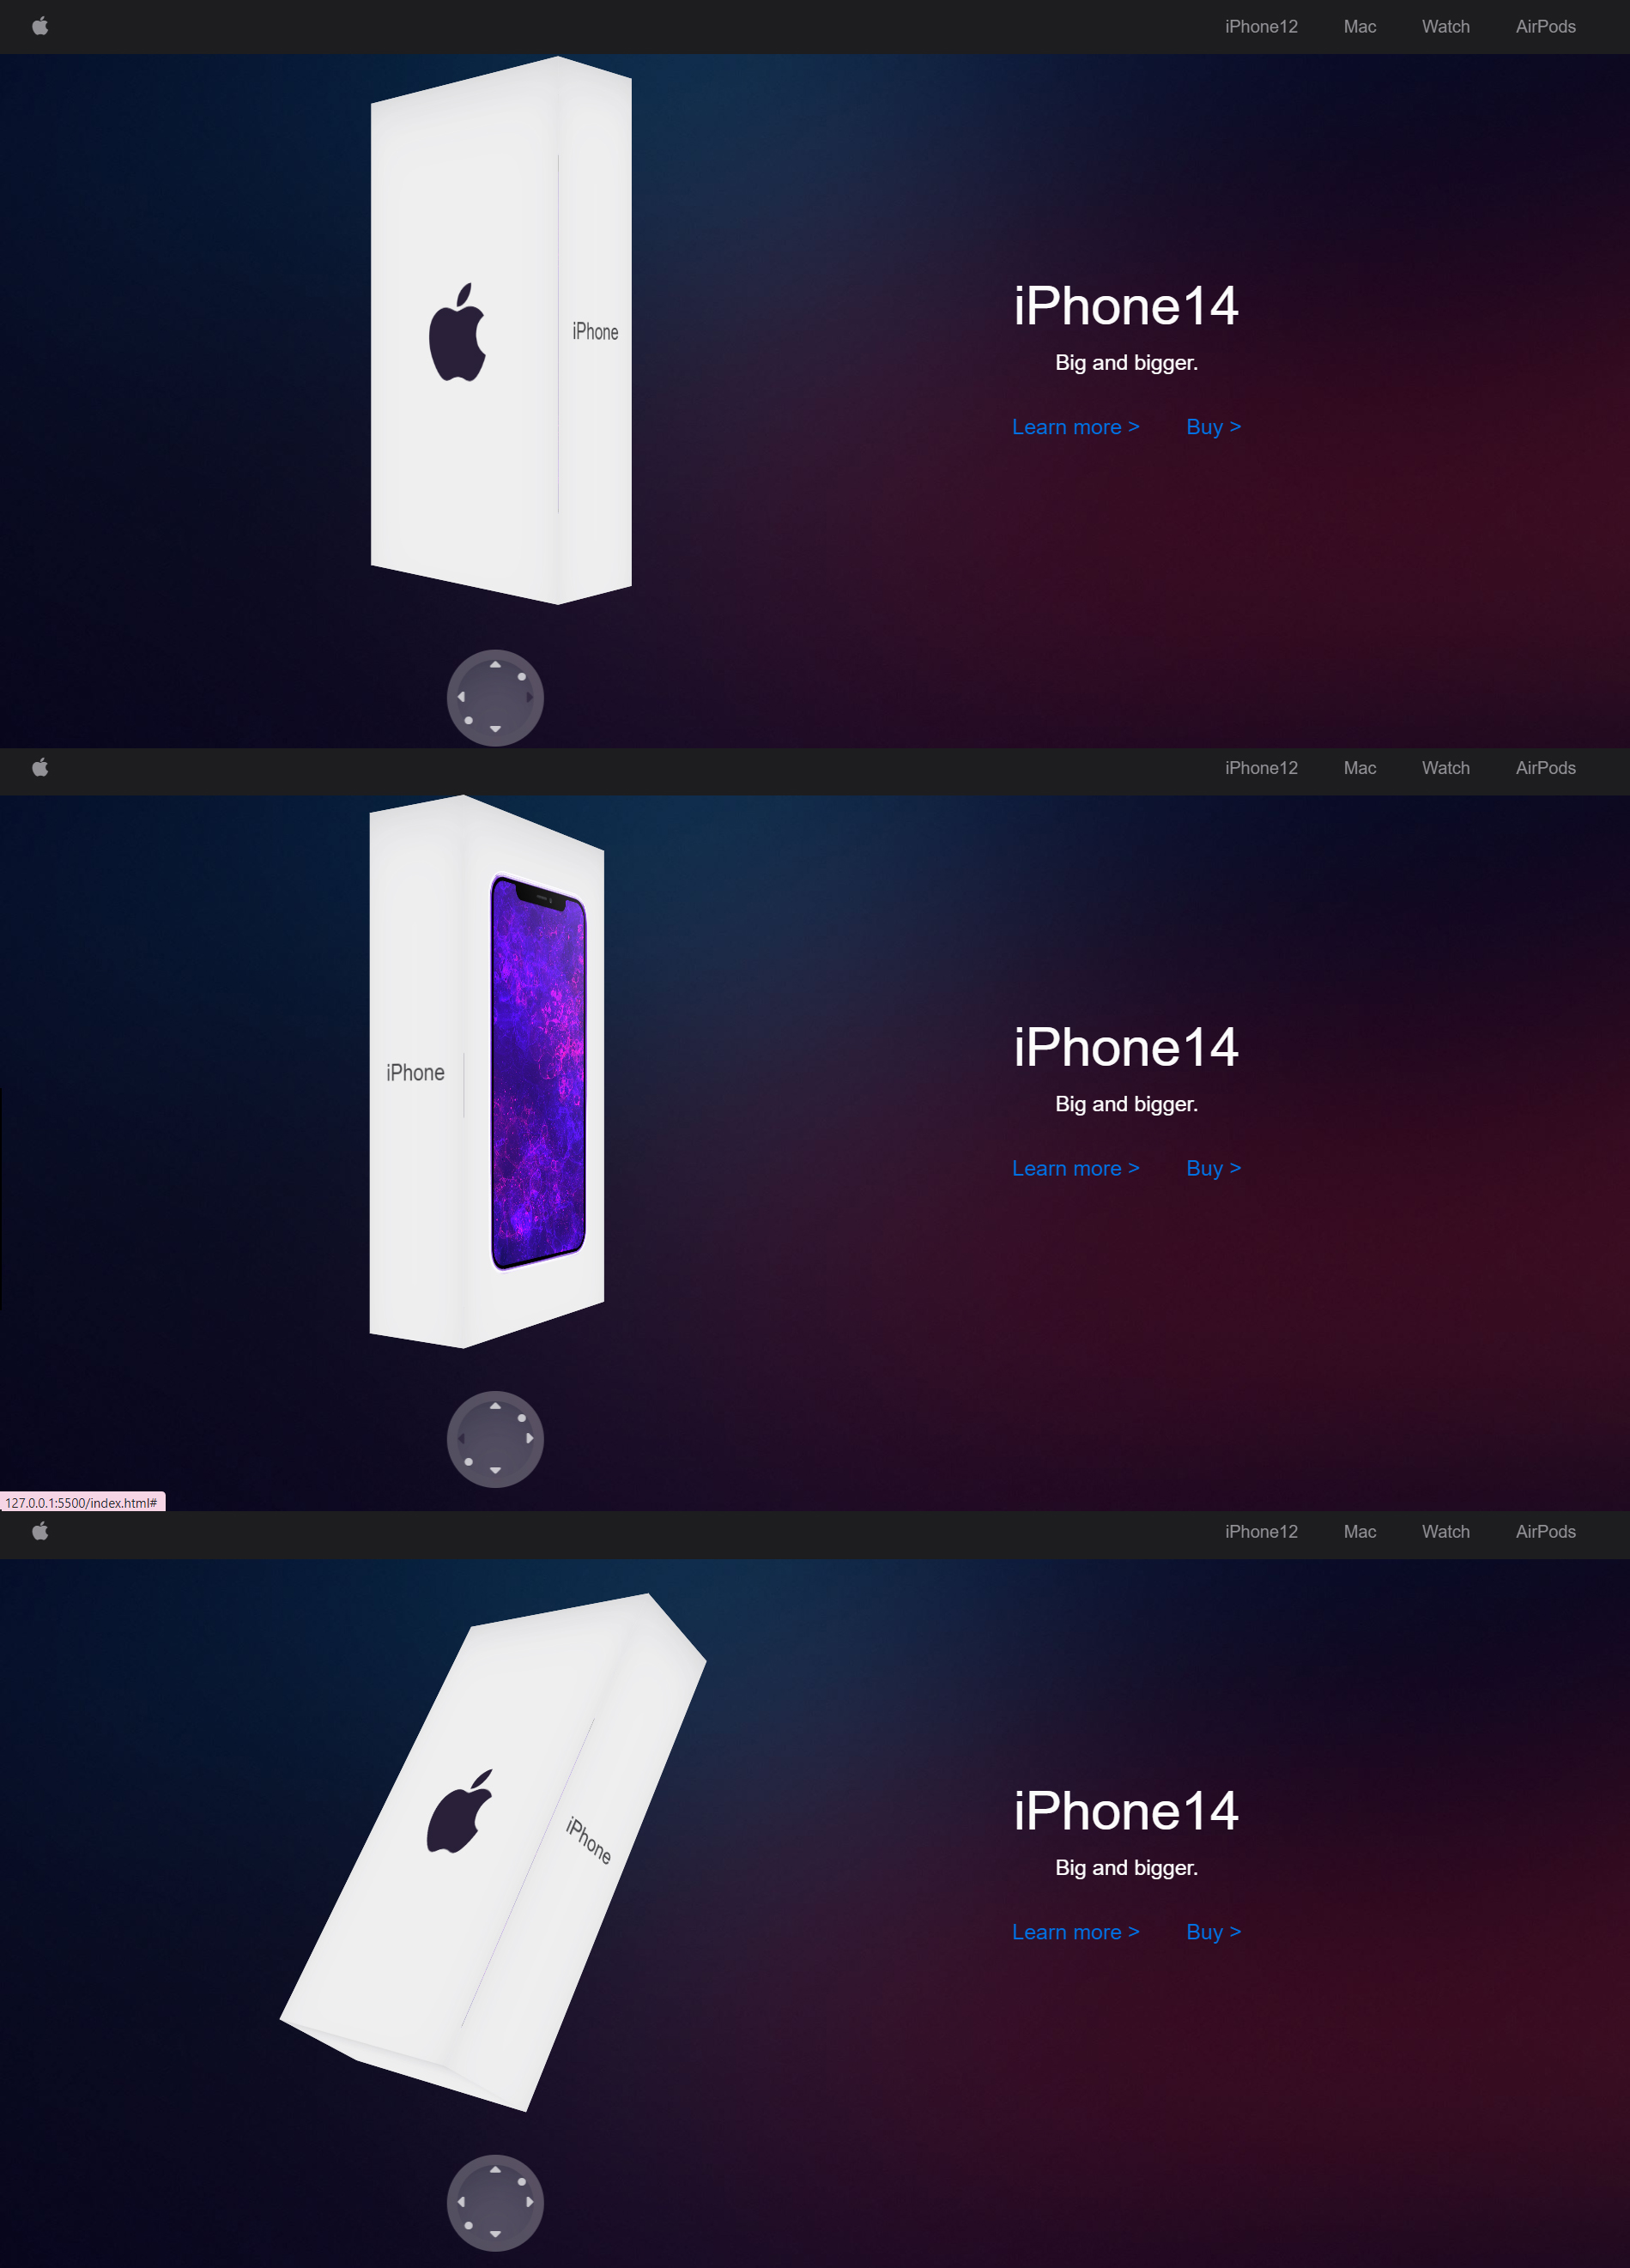 iPhone12 Mac Watch AirPods
iPhone14
iPhone
Big and bigger.
Learn more > Buy >
iPhone12 Mac Watch AirPods
iPhone14
iPhone
Big and bigger.
Learn more > Buy >
127.0.0.1:5500/index.html#
iPhone12 Mac Watch AirPods
iPhone14
iPhone
Big and bigger.
Learn more > Buy >